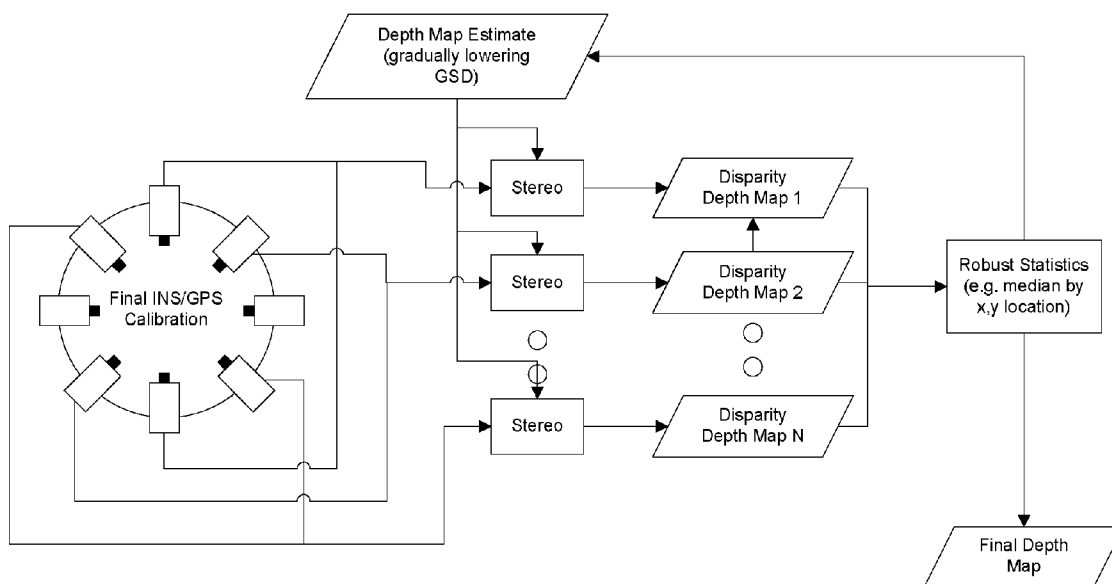 Depth Map Estimate
(gradually lowering
GSD)
Stereo
Disparity
Depth Map 1
Stereo
Disparity
Depth Map 2
Robust Statistics
(e.g. median by
x,y location)
Final INS/GPS
Calibration
Stereo
Disparity
Depth Map N
Final Depth
Map